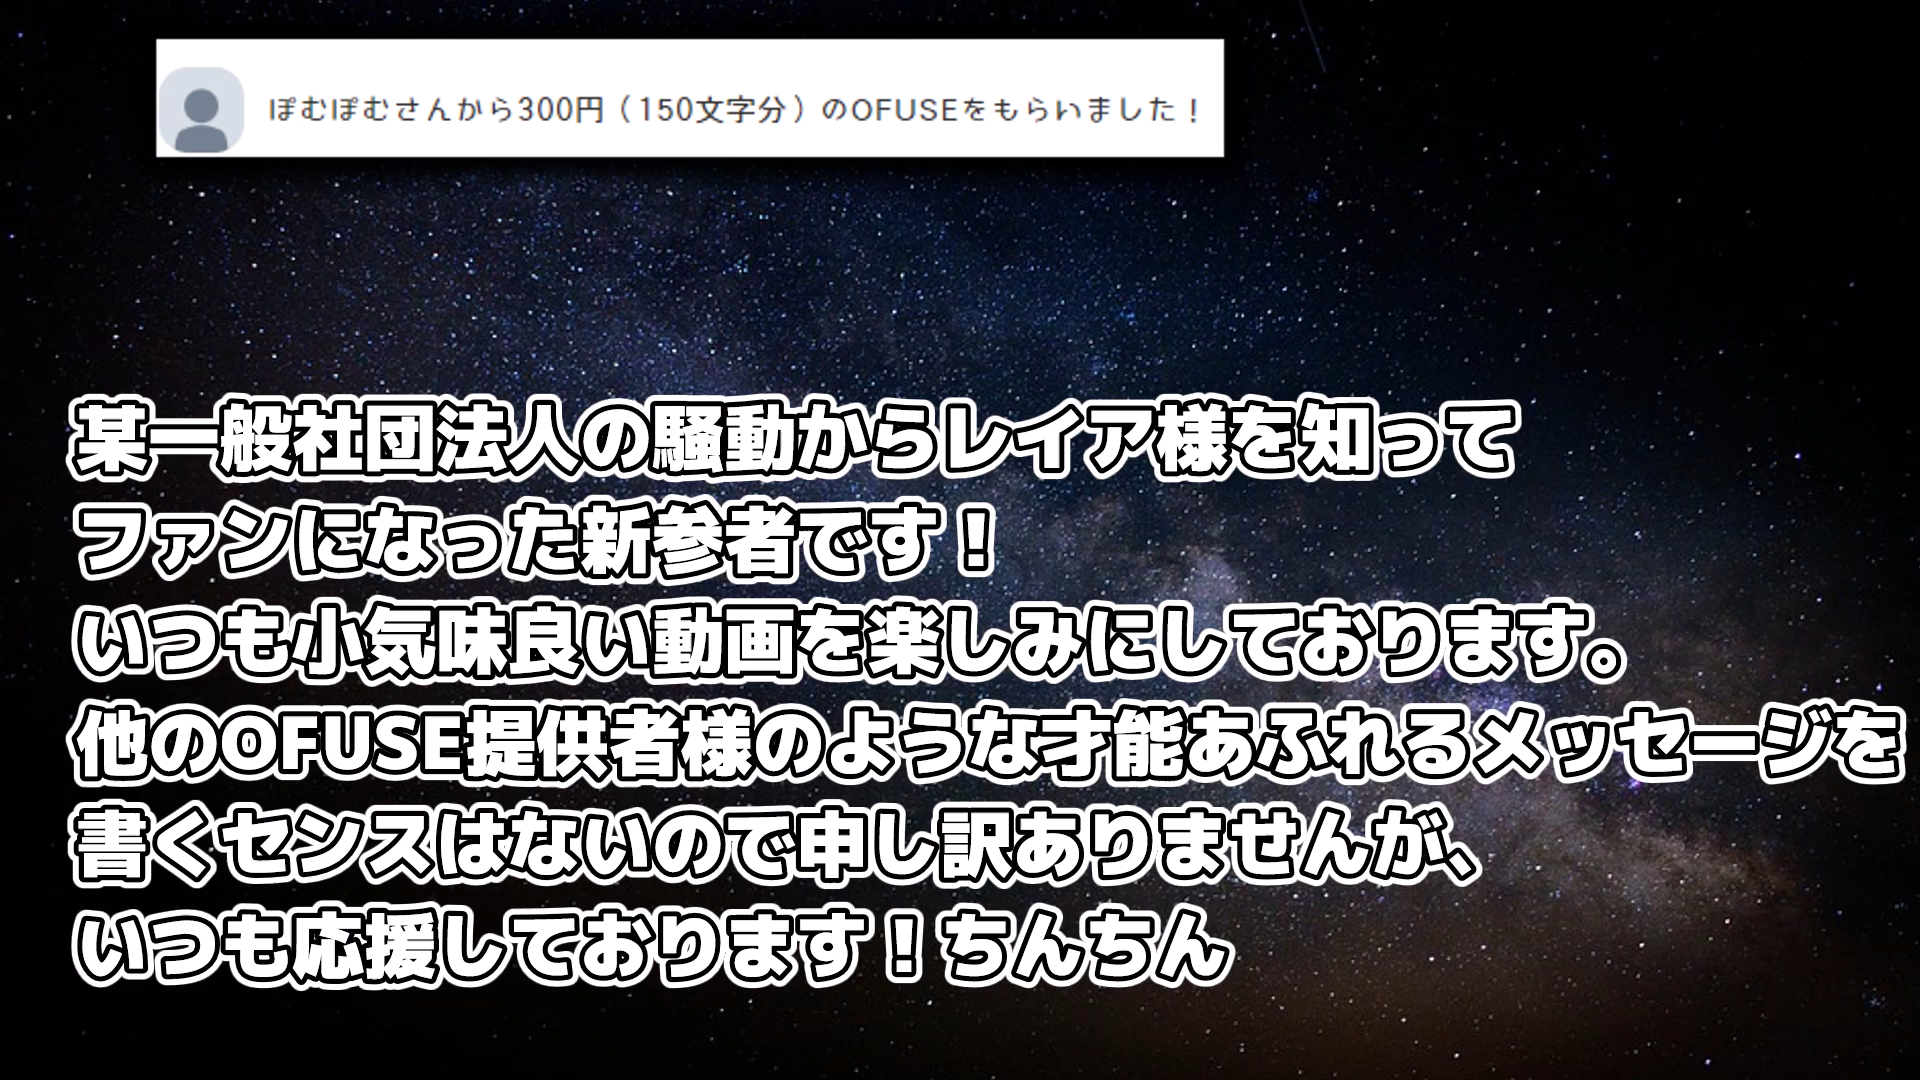 ぽむぽむさんから300円（150文字分）のOFUSEをもらいました！
某一般社団法人の騒動からレイア様を知って
ファンになった新参者です！
いつも小気味良い動画を楽しみにしております。
他のOFUSE提供者様のような才能あふれるメッセージを
書くセンスはないので申し訳ありませんが、
いつも応援しております！ちんちん